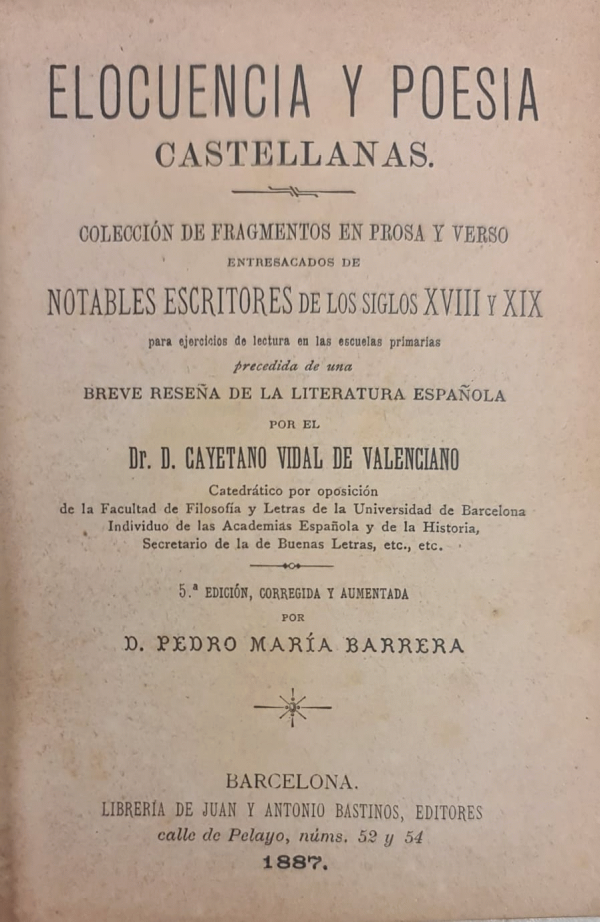 ELOCUENCIA Y POESIA
CASTELLANAS.
COLECCIÓN DE FRAGMENTOS EN PROSA Y VERSO
ENTRESACADOS DE
NOTABLES ESCRITORES DE LOS SIGLOS XVIII Y XIX
para ejercicios de lectura en las escuelas primarias
precedida de una
BREVE RESEÑA DE LA LITERATURA ESPAÑOLA
POR EL
Dr. D. CAYETANO VIDAL DE VALENCIANO
Catedrático por oposición
de la Facultad de Filosofía y Letras de la Universidad de Barcelona
Individuo de las Academias Española y de la Historia,
Secretario de la de Buenas Letras, etc., etc.
5.ª EDICIÓN, CORREGIDA Y AUMENTADA
POR
D. PEDRO MARÍA BARRERA
BARCELONA.
LIBRERÍA DE JUAN Y ANTONIO BASTINOS, EDITORES
calle de Pelayo, núms. 52 y 54
1887.